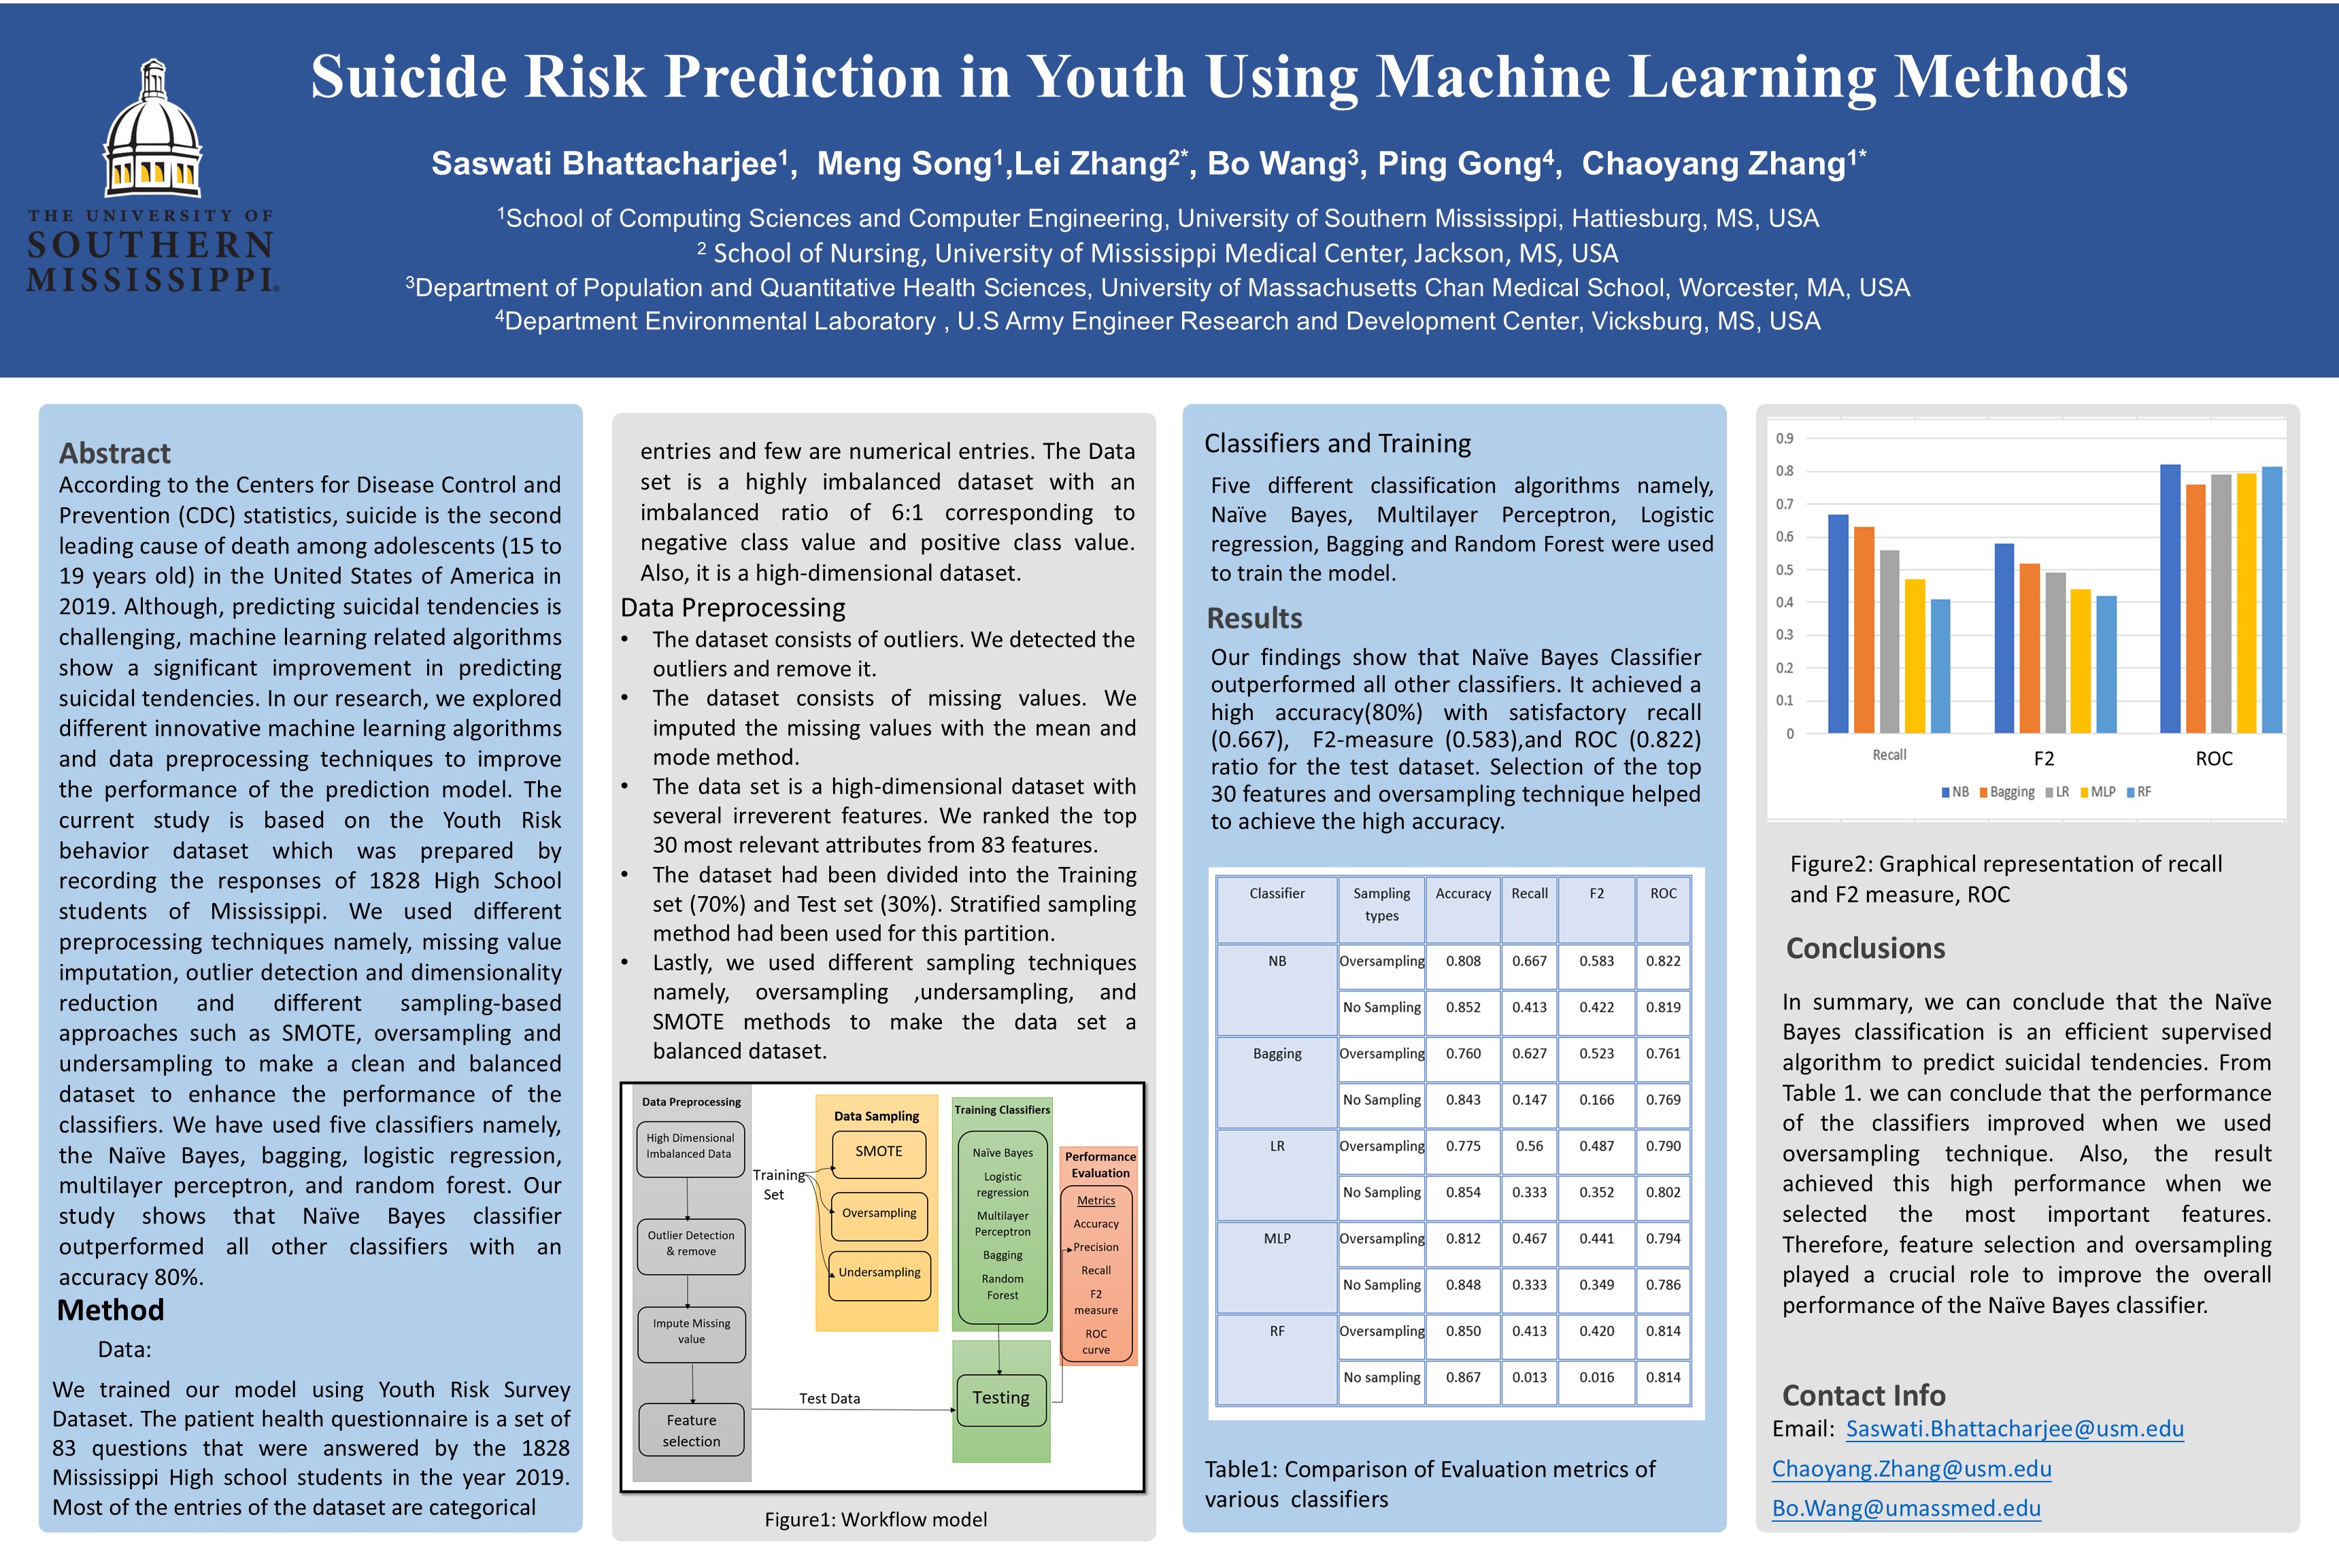 Suicide Risk Prediction in Youth Using Machine Learning Methods
Saswati Bhattacharjee1, Meng Song1,Lei Zhang2*, Bo Wang3, Ping Gong4, Chaoyang Zhang1*
1School of Computing Sciences and Computer Engineering, University of Southern Mississippi, Hattiesburg, MS, USA
2 School of Nursing, University of Mississippi Medical Center, Jackson, MS, USA
3Department of Population and Quantitative Health Sciences, University of Massachusetts Chan Medical School, Worcester, MA, USA
4Department Environmental Laboratory , U.S Army Engineer Research and Development Center, Vicksburg, MS, USA
THE UNIVERSITY OF
SOUTHERN
MISSISSIPPI®
Abstract
According to the Centers for Disease Control and
Prevention (CDC) statistics, suicide is the second
leading cause of death among adolescents (15 to
19 years old) in the United States of America in
2019. Although, predicting suicidal tendencies is
challenging, machine learning related algorithms
show a significant improvement in predicting
suicidal tendencies. In our research, we explored
different innovative machine learning algorithms
and data preprocessing techniques to improve
the performance of the prediction model. The
current study is based on the Youth Risk
behavior dataset which was prepared by
recording the responses of 1828 High School
students of Mississippi. We used different
preprocessing techniques namely, missing value
imputation, outlier detection and dimensionality
reduction and different sampling-based
approaches such as SMOTE, oversampling and
undersampling to make a clean and balanced
dataset to enhance the performance of the
classifiers. We have used five classifiers namely,
the Naïve Bayes, bagging, logistic regression,
multilayer perceptron, and random forest. Our
study shows that Naïve Bayes classifier
outperformed all other classifiers with an
accuracy 80%.
Method
Data:
We trained our model using Youth Risk Survey
Dataset. The patient health questionnaire is a set of
83 questions that were answered by the 1828
Mississippi High school students in the year 2019.
Most of the entries of the dataset are categorical
entries and few are numerical entries. The Data
set is a highly imbalanced dataset with an
imbalanced ratio of 6:1 corresponding to
negative class value and positive class value.
Also, it is a high-dimensional dataset.
Data Preprocessing
• The dataset consists of outliers. We detected the
outliers and remove it.
• The dataset consists of missing values. We
imputed the missing values with the mean and
mode method.
• The data set is a high-dimensional dataset with
several irreverent features. We ranked the top
30 most relevant attributes from 83 features.
• The dataset had been divided into the Training
set (70%) and Test set (30%). Stratified sampling
method had been used for this partition.
• Lastly, we used different sampling techniques
namely, oversampling ,undersampling, and
SMOTE methods to make the data set a
balanced dataset.
Data Preprocessing
High Dimensional
Imbalanced Data
Outlier Detection
& remove
Impute Missing
value
Feature
selection
Training
Set
Test Data
Data Sampling
SMOTE
Oversampling
Undersampling
Training Classifiers
Naïve Bayes
Logistic
regression
Multilayer
Perceptron
Bagging
Random
Forest
Testing
Performance
Evaluation
Metrics
Accuracy
Precision
Recall
F2
measure
ROC
curve
Figure1: Workflow model
Classifiers and Training
Five different classification algorithms namely,
Naïve Bayes, Multilayer Perceptron, Logistic
regression, Bagging and Random Forest were used
to train the model.
Results
Our findings show that Naïve Bayes Classifier
outperformed all other classifiers. It achieved a
high accuracy(80%) with satisfactory recall
(0.667), F2-measure (0.583),and ROC (0.822)
ratio for the test dataset. Selection of the top
30 features and oversampling technique helped
to achieve the high accuracy.
Classifier Sampling types Accuracy Recall F2 ROC
NB Oversampling 0.808 0.667 0.583 0.822
No Sampling 0.852 0.413 0.422 0.819
Bagging Oversampling 0.760 0.627 0.523 0.761
No Sampling 0.843 0.147 0.166 0.769
LR Oversampling 0.775 0.56 0.487 0.790
No Sampling 0.854 0.333 0.352 0.802
MLP Oversampling 0.812 0.467 0.441 0.794
No Sampling 0.848 0.333 0.349 0.786
RF Oversampling 0.850 0.413 0.420 0.814
No sampling 0.867 0.013 0.016 0.814
Table1: Comparison of Evaluation metrics of
various classifiers
0.9
0.8
0.7
0.6
0.5
0.4
0.3
0.2
0.1
0
Recall F2 ROC
NB Bagging LR MLP RF
Figure2: Graphical representation of recall
and F2 measure, ROC
Conclusions
In summary, we can conclude that the Naïve
Bayes classification is an efficient supervised
algorithm to predict suicidal tendencies. From
Table 1. we can conclude that the performance
of the classifiers improved when we used
oversampling technique. Also, the result
achieved this high performance when we
selected the most important features.
Therefore, feature selection and oversampling
played a crucial role to improve the overall
performance of the Naïve Bayes classifier.
Contact Info
Email: Saswati.Bhattacharjee@usm.edu
Chaoyang.Zhang@usm.edu
Bo.Wang@umassmed.edu